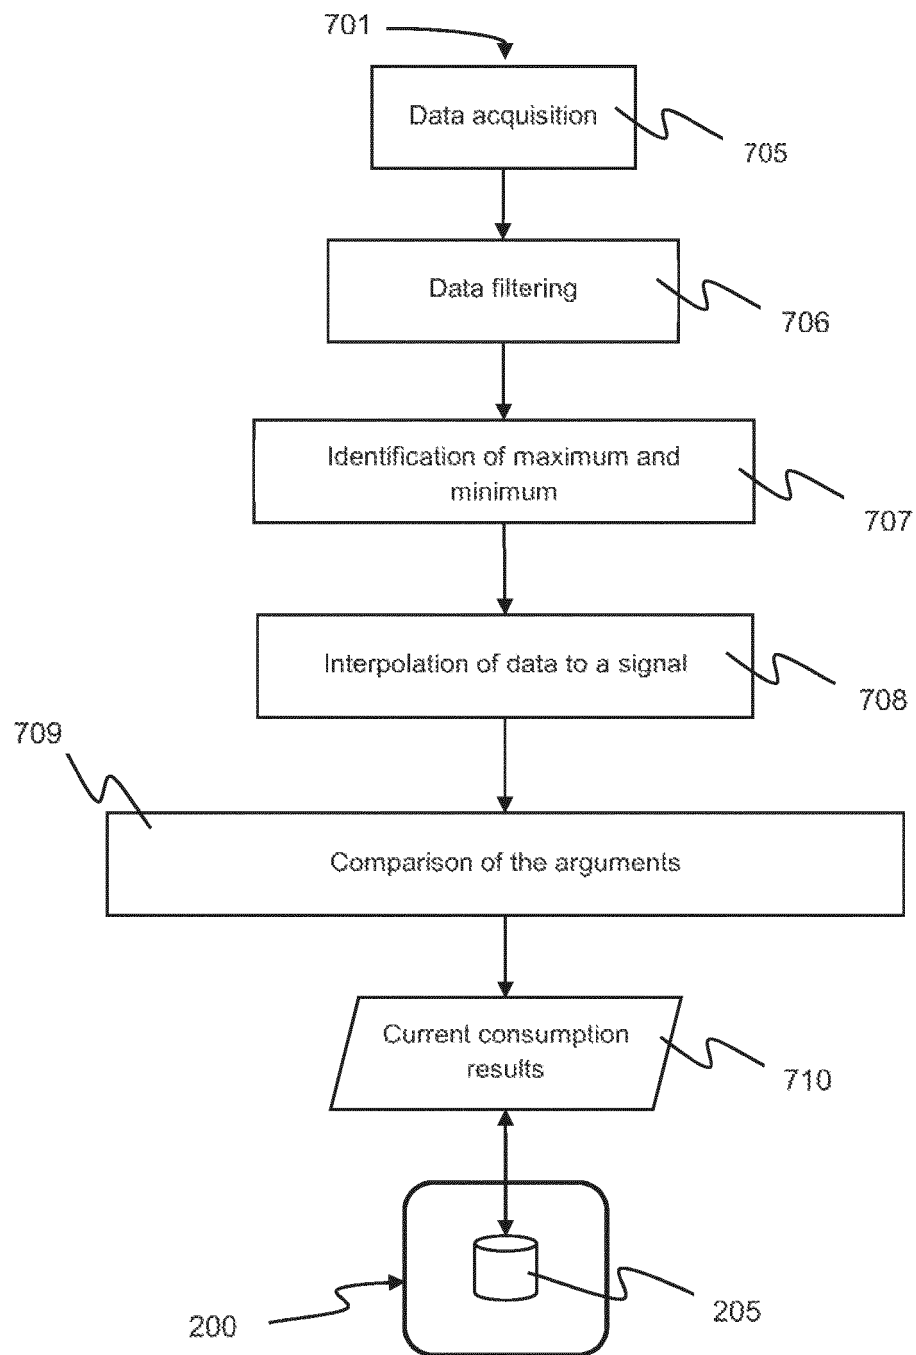 701
Data acquisition
705
Data filtering
706
Identification of maximum and
minimum
707
Interpolation of data to a signal
708
709
Comparison of the arguments
Current consumption
results
710
200
205